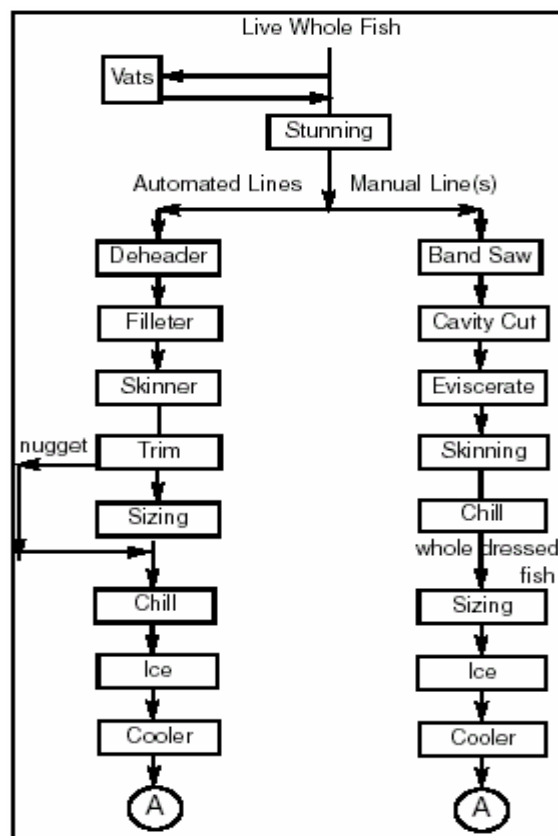 Live Whole Fish
Vats
Stunning
Automated Lines
Manual Line(s)
Deheader
Band Saw
Filleter
Cavity Cut
Skinner
Eviscerate
nugget
Trim
Skinning
Sizing
Chill
whole dressed
fish
Chill
Sizing
Ice
Ice
Cooler
Cooler
A
A